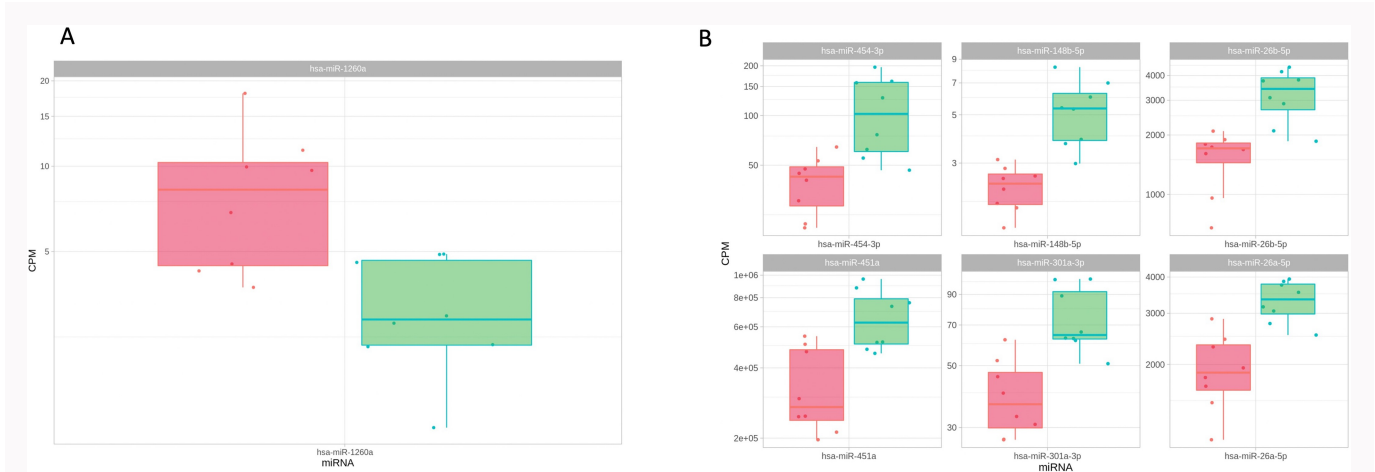 A
hsa-miR-1260a
20
15
10
5
CPM
hsa-miR-1260a
miRNA
B
hsa-miR-454-3p
hsa-miR-148b-5p
hsa-miR-26b-5p
200
150
100
50
9
7
5
3
4000
3000
2000
1000
hsa-miR-454-3p
hsa-miR-148b-5p
hsa-miR-26b-5p
CPM
hsa-miR-451a
hsa-miR-301a-3p
hsa-miR-26a-5p
1e+06
8e+05
6e+05
4e+05
2e+05
90
70
50
30
4000
3000
2000
hsa-miR-451a
hsa-miR-301a-3p
hsa-miR-26a-5p
miRNA